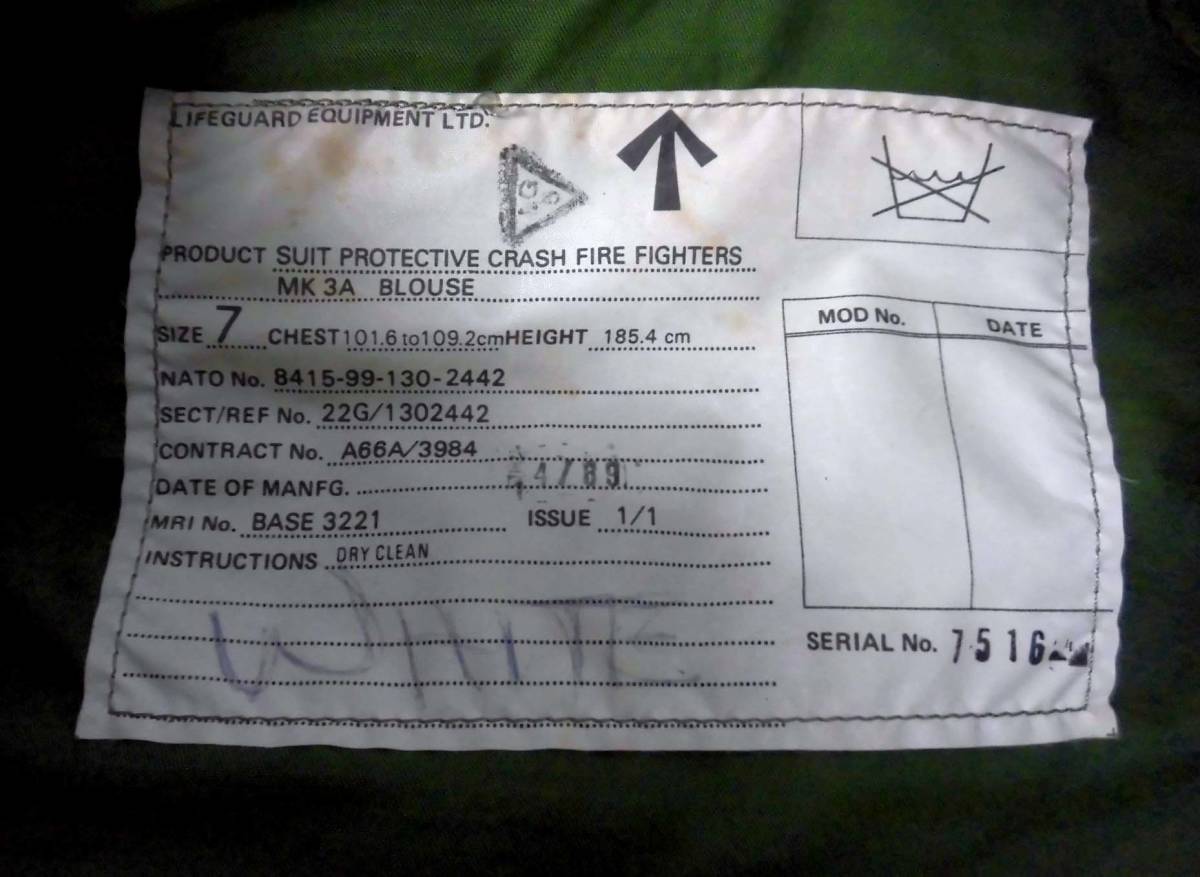 LIFEGUARD EQUIPMENT LTD.
PRODUCT SUIT PROTECTIVE CRASH FIRE FIGHTERS
MK 3A BLOUSE
SIZE 7 CHEST 101.6 to 109.2cm HEIGHT 185.4 cm
NATO No. 8415-99-130-2442
SECT/REF No. 22G/1302442
CONTRACT No. A66A/3984
DATE OF MANFG. 4/89
MRI No. BASE 3221 ISSUE 1/1
INSTRUCTIONS DRY CLEAN
WHITE
MOD No. DATE
SERIAL No. 7516